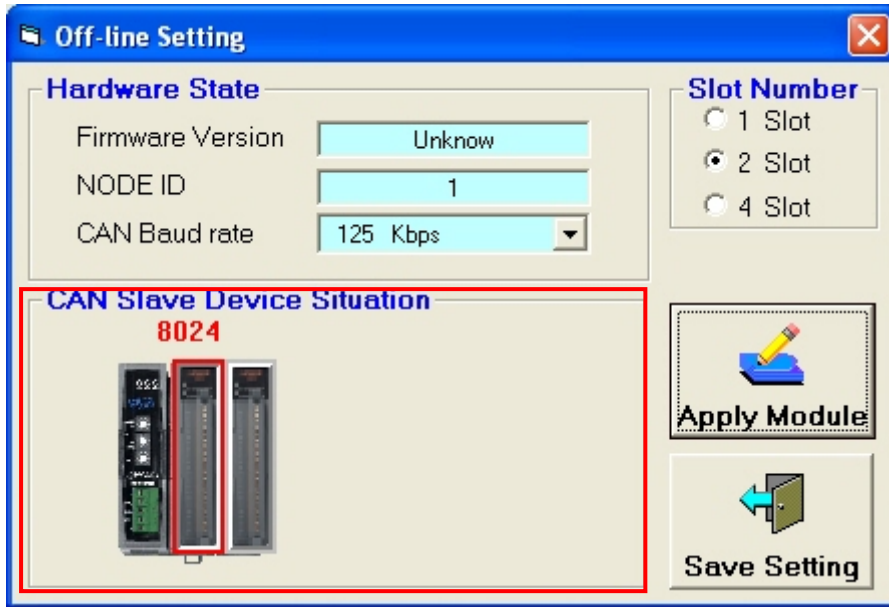 Off-line Setting
Hardware State
Firmware Version
Unknow
NODE ID
1
CAN Baud rate
125 Kbps
Slot Number
1 Slot
2 Slot
4 Slot
CAN Slave Device Situation
8024
Apply Module
Save Setting